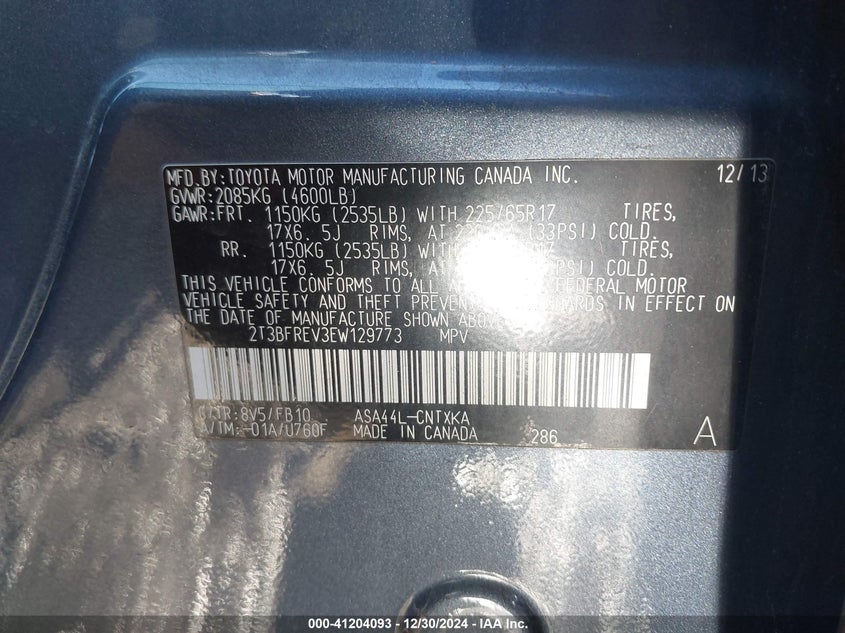 MFD.BY:TOYOTA MOTOR MANUFACTURING CANADA INC. 12/13
GVWR:2085KG (4600LB)
GAWR:FRT. 1150KG (2535LB) WITH 225/65R17 TIRES,
17X6.5J RIMS, AT (33PSI) COLD.
RR. 1150KG (2535LB) WITH TIRES,
17X6.5J RIMS, AT COLD.
THIS VEHICLE CONFORMS TO ALL FEDERAL MOTOR
VEHICLE SAFETY AND THEFT IN EFFECT ON
THE DATE OF MANUFACTURE SHOWN
2T3BFREV3EW129773 MPV
C/TR:8V5/FB10 ASA44L-CNTXKA
A/TM:-01A/U760F MADE IN CANADA 286 A
000-41204093 - 12/30/2024 - IAA Inc.